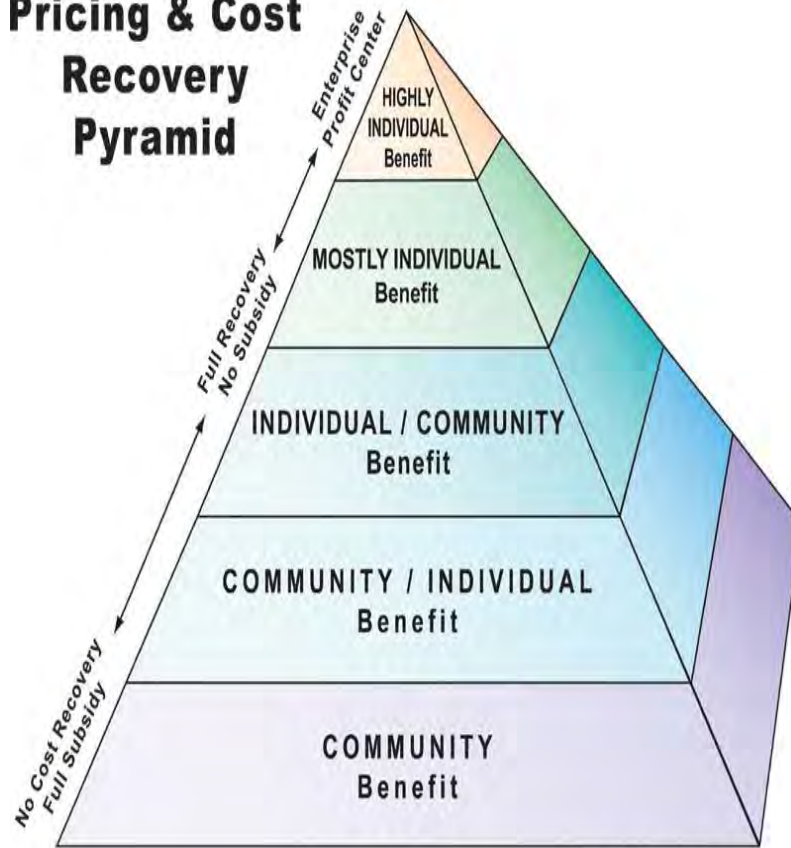 Pricing & Cost
Recovery
Pyramid
Enterprise
Profit Center
HIGHLY
INDIVIDUAL
Benefit
Full Recovery
No Subsidy
MOSTLY INDIVIDUAL
Benefit
INDIVIDUAL / COMMUNITY
Benefit
COMMUNITY / INDIVIDUAL
Benefit
No Cost Recovery
Full Subsidy
COMMUNITY
Benefit